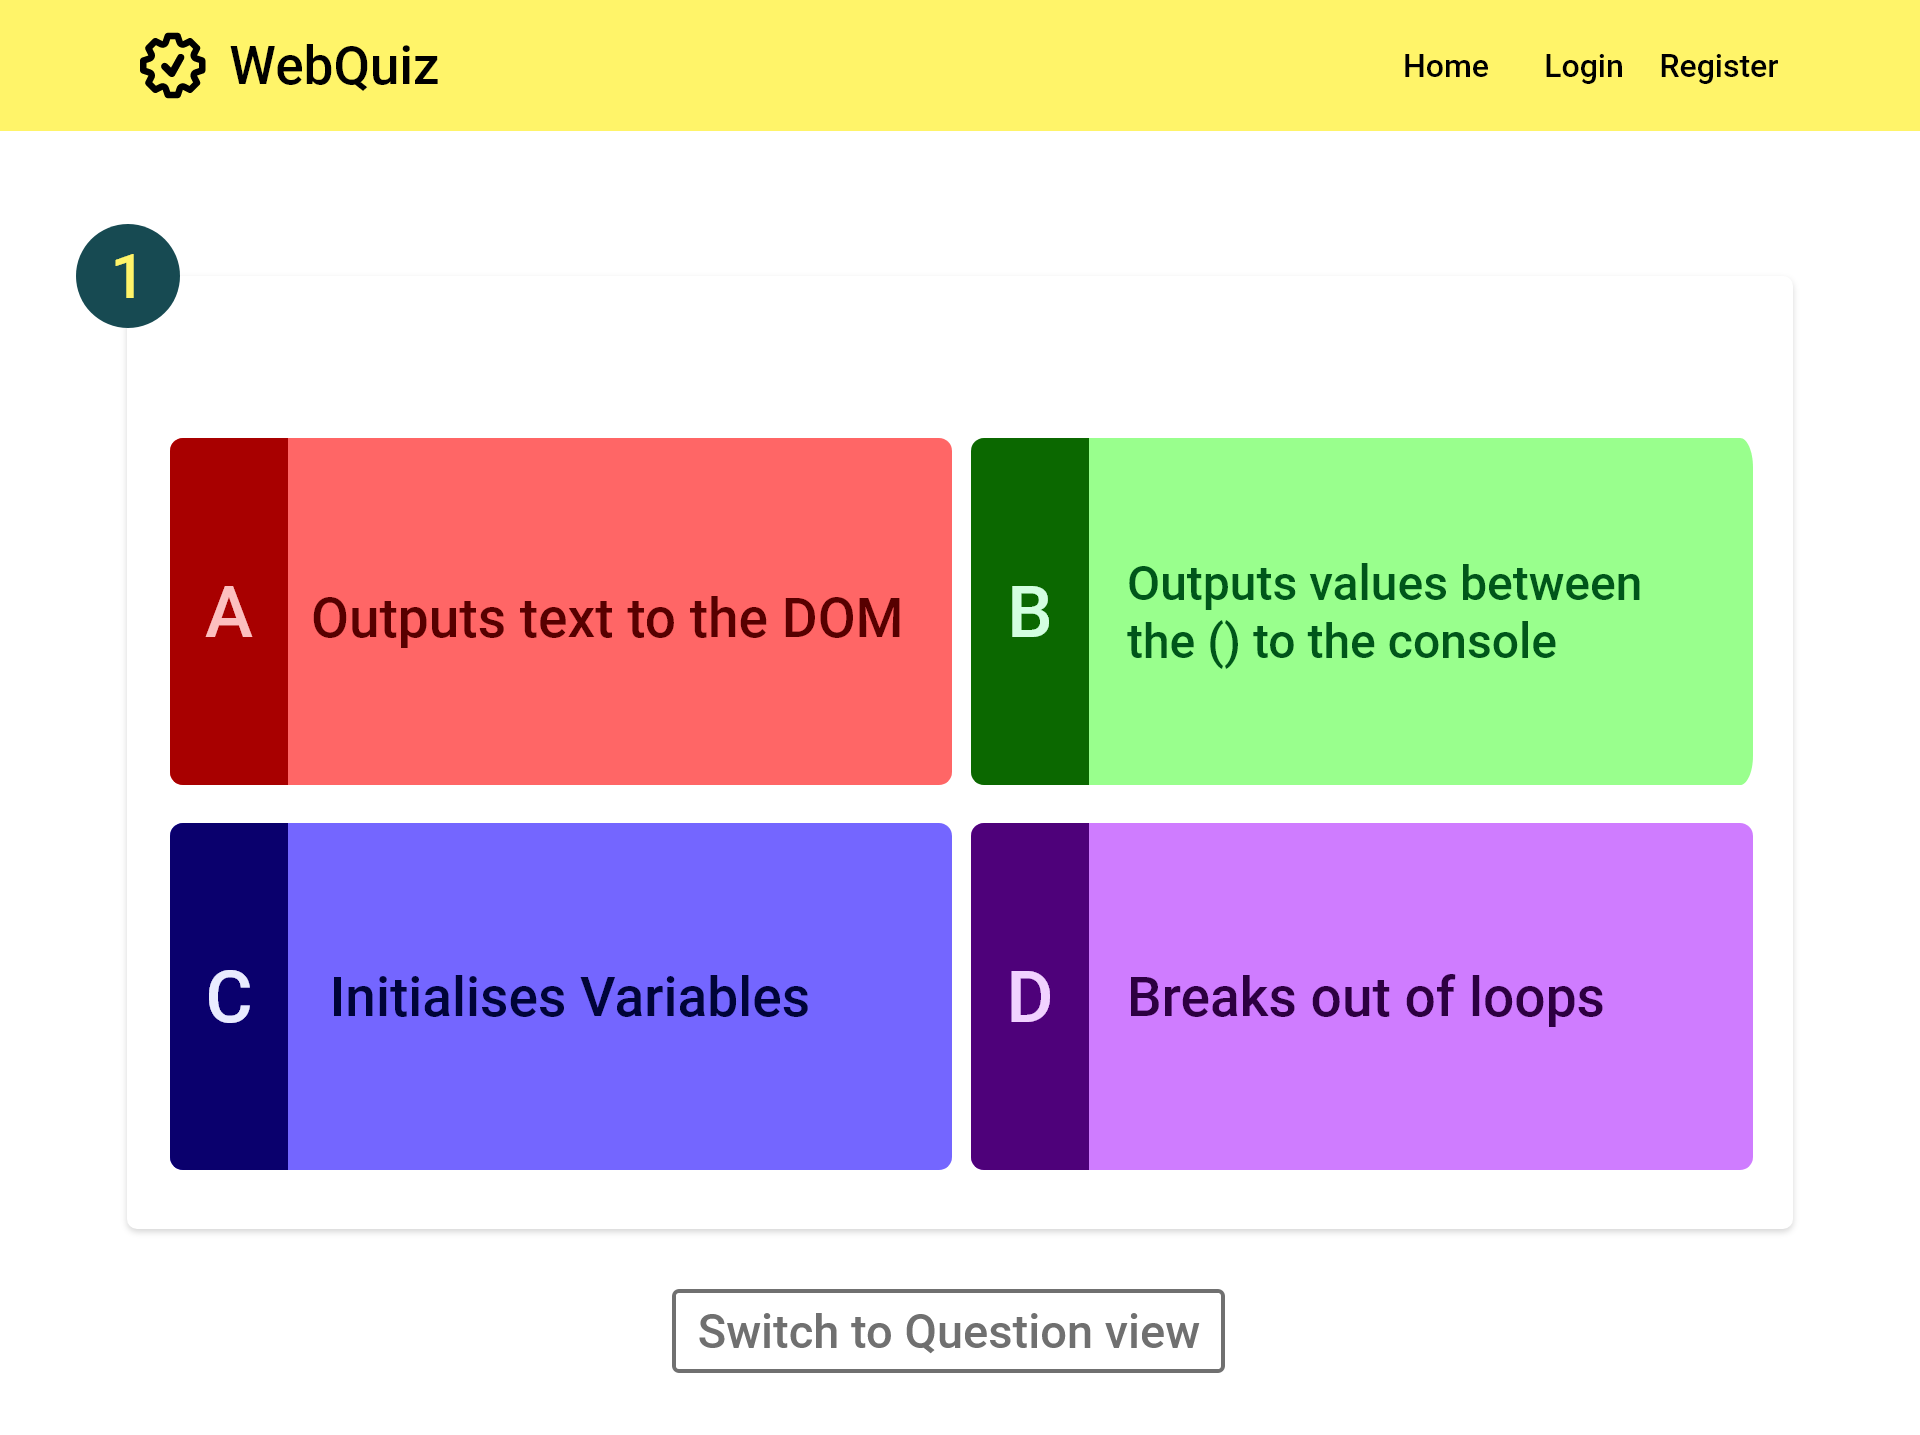 WebQuiz
Home Login Register
1
A
Outputs text to the DOM
B
Outputs values between
the () to the console
C
Initialises Variables
D
Breaks out of loops
Switch to Question view